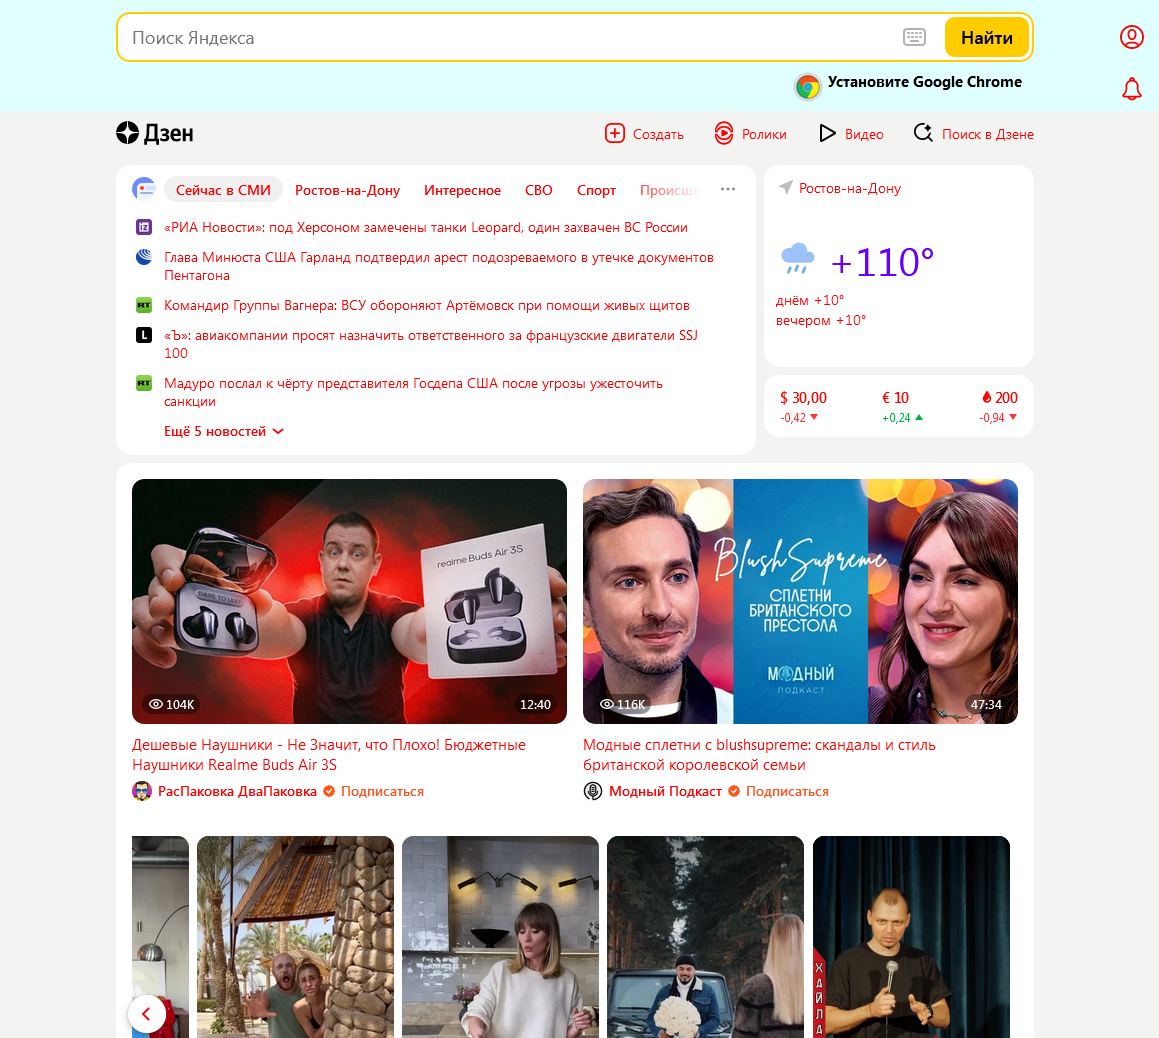 Поиск Яндекса
Найти
Установите Google Chrome
Дзен
Создать
Ролики
Видео
Поиск в Дзене
Сейчас в СМИ
Ростов-на-Дону
Интересное
СВО
Спорт
Происше
«РИА Новости»: под Херсоном замечены танки Leopard, один захвачен ВС России
Глава Минюста США Гарланд подтвердил арест подозреваемого в утечке документов
Пентагона
RT
Командир Группы Вагнера: ВСУ обороняют Артёмовск при помощи живых щитов
L
«Ъ»: авиакомпании просят назначить ответственного за французские двигатели SSJ
100
RT
Мадуро послал к чёрту представителя Госдепа США после угрозы ужесточить
санкции
Ещё 5 новостей
Ростов-на-Дону
+110°
днём +10°
вечером +10°
$ 30,00
-0,42
€ 10
+0,24
200
-0,94
realme Buds Air 3S
DARE TO LEAP
104K
12:40
BlushSupreme
СПЛЕТНИ
БРИТАНСКОГО
ПРЕСТОЛА
МОДНЫЙ
ПОДКАСТ
116K
47:34
Дешевые Наушники - Не Значит, что Плохо! Бюджетные
Наушники Realme Buds Air 3S
РасПаковка ДваПаковка
Подписаться
Модные сплетни с blushsupreme: скандалы и стиль
британской королевской семьи
Модный Подкаст
Подписаться
ХАЙЛА